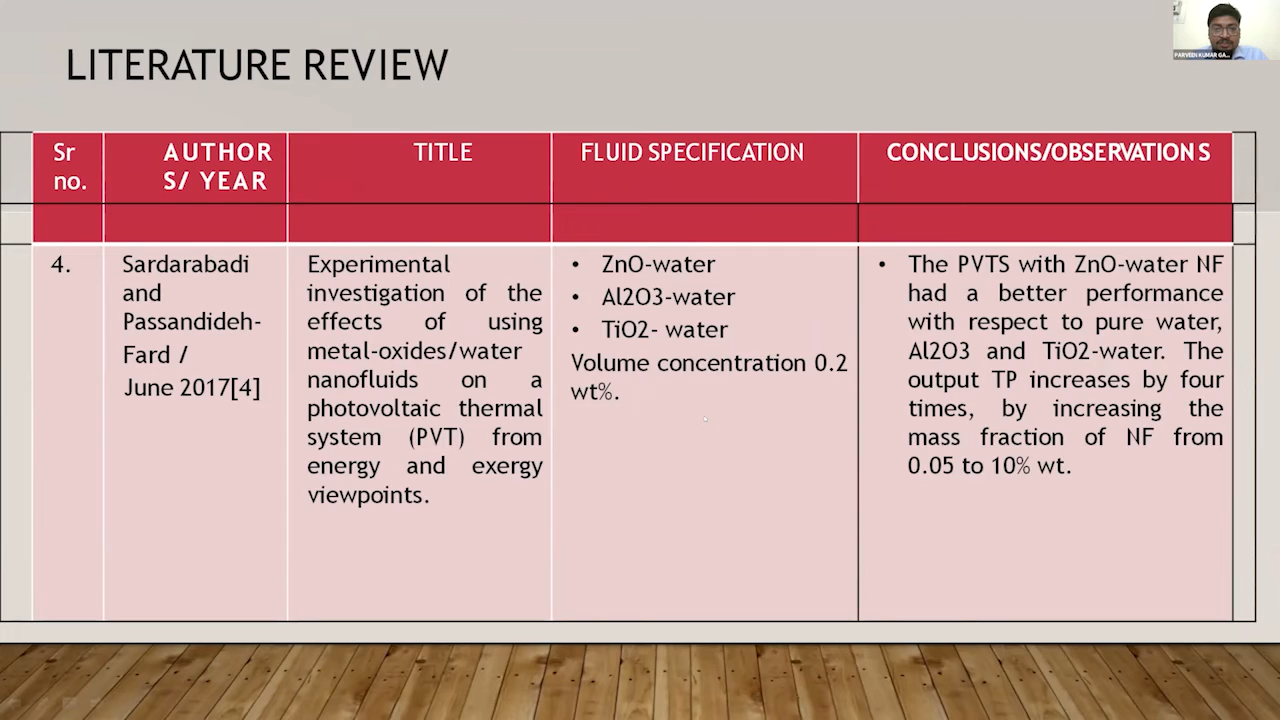 LITERATURE REVIEW
PARVEEN KUMAR GA...
Sr
no.
AUTHOR
S/ YEAR
TITLE
FLUID SPECIFICATION
CONCLUSIONS/OBSERVATIONS
4.
Sardarabadi
and
Passandideh-
Fard /
June 2017[4]
Experimental
investigation of the
effects of using
metal-oxides/water
nanofluids on a
photovoltaic thermal
system (PVT) from
energy and exergy
viewpoints.
• ZnO-water
• Al2O3-water
• TiO2- water
Volume concentration 0.2
wt%.
• The PVTS with ZnO-water NF
had a better performance
with respect to pure water,
Al2O3 and TiO2-water. The
output TP increases by four
times, by increasing the
mass fraction of NF from
0.05 to 10% wt.